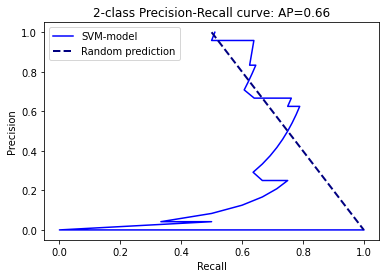 2-class Precision-Recall curve: AP=0.66
SVM-model
Random prediction
1.0
0.8
0.6
0.4
0.2
0.0
Precision
0.0 0.2 0.4 0.6 0.8 1.0
Recall